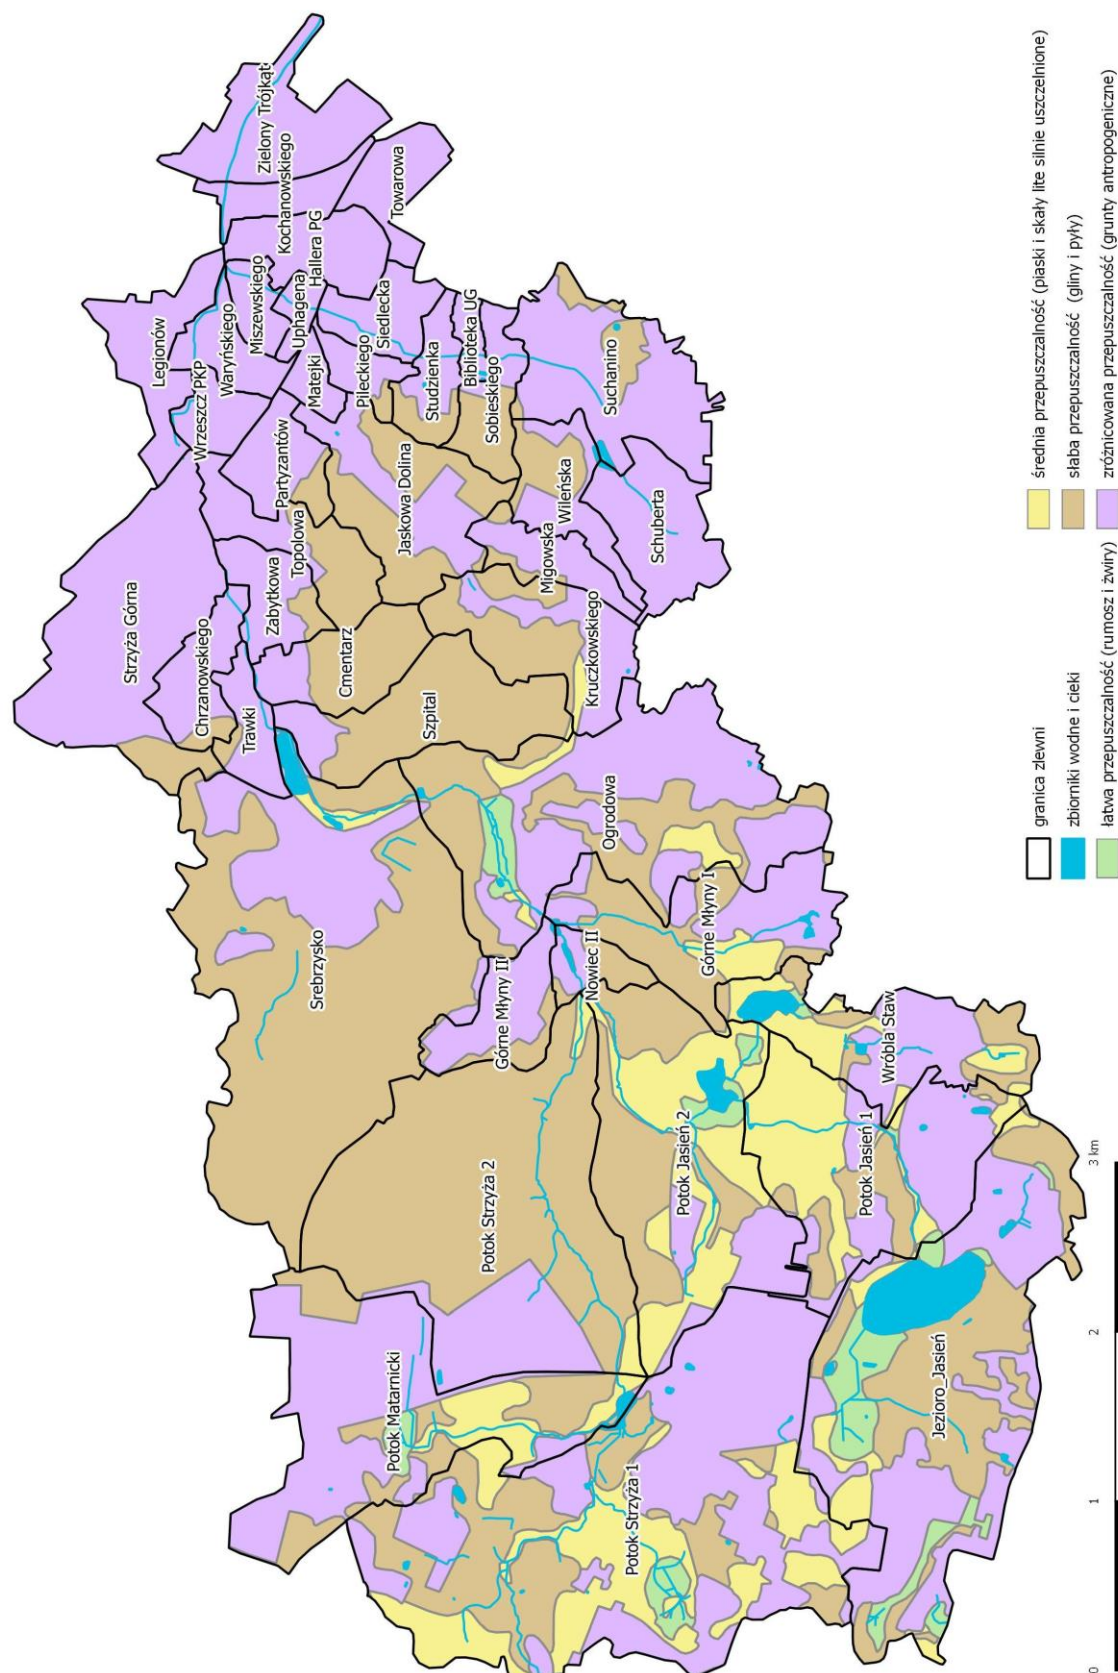 Zielony Trójkąt
Kochanowskiego
Towarowa
Hallera PG
Legionów
Miszewskiego
Uphagena
Siedlecka
Waryńskiego
Matejki
Pileckiego
Biblioteka UG
Studzienka
Wrzeszcz PKP
Sobieskiego
Suchanino
Partyzantów
Jaskowa Dolina
Wileńska
Topolowa
Migowska
Schuberta
Zabytkowa
Strzyża Górna
Chrzanowskiego
Cmentarz
Kruczkowskiego
Trawki
Szpital
Ogrodowa
Srebrzysko
Górne Młyny I
Nowiec II
Górne Młyny II
Wróbla Staw
Potok Jasień 2
Potok Jasień 1
Potok Strzyża 2
Jezioro_Jasień
Potok Matarnicki
Potok Strzyża 1
0 1 2 3 km
granica zlewni
zbiorniki wodne i cieki
łatwa przepuszczalność (rumosz i żwiry)
średnia przepuszczalność (piaski i skały lite silnie uszczelnione)
słaba przepuszczalność (gliny i pyły)
zróżnicowana przepuszczalność (grunty antropogeniczne)